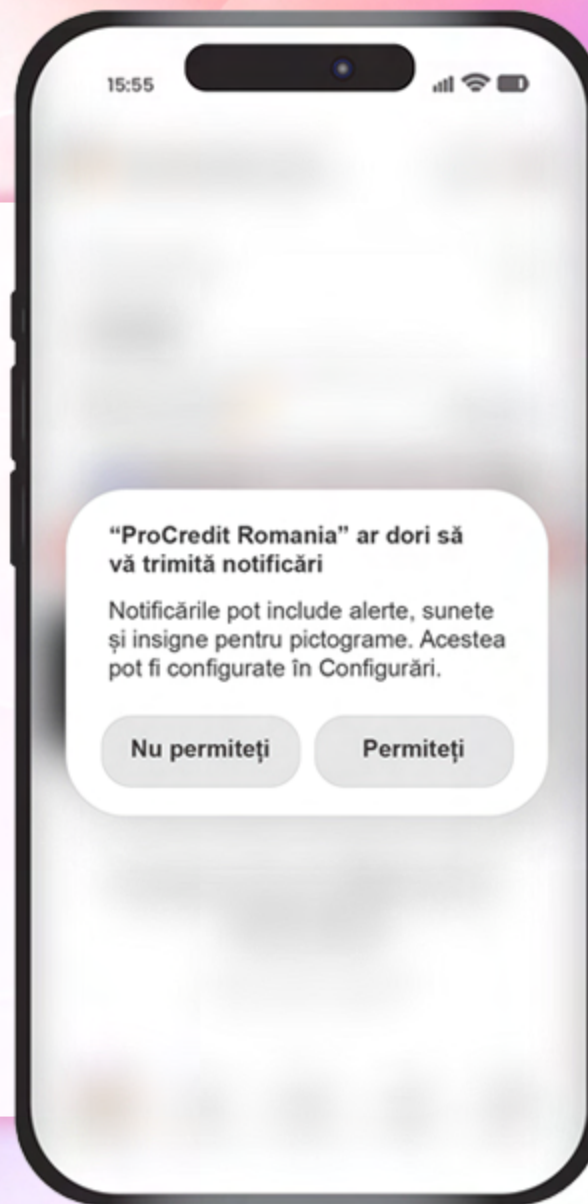 15:55
“ProCredit Romania” ar dori să
vă trimită notificări
Notificările pot include alerte, sunete
și insigne pentru pictograme. Acestea
pot fi configurate în Configurări.
Nu permiteți
Permiteți